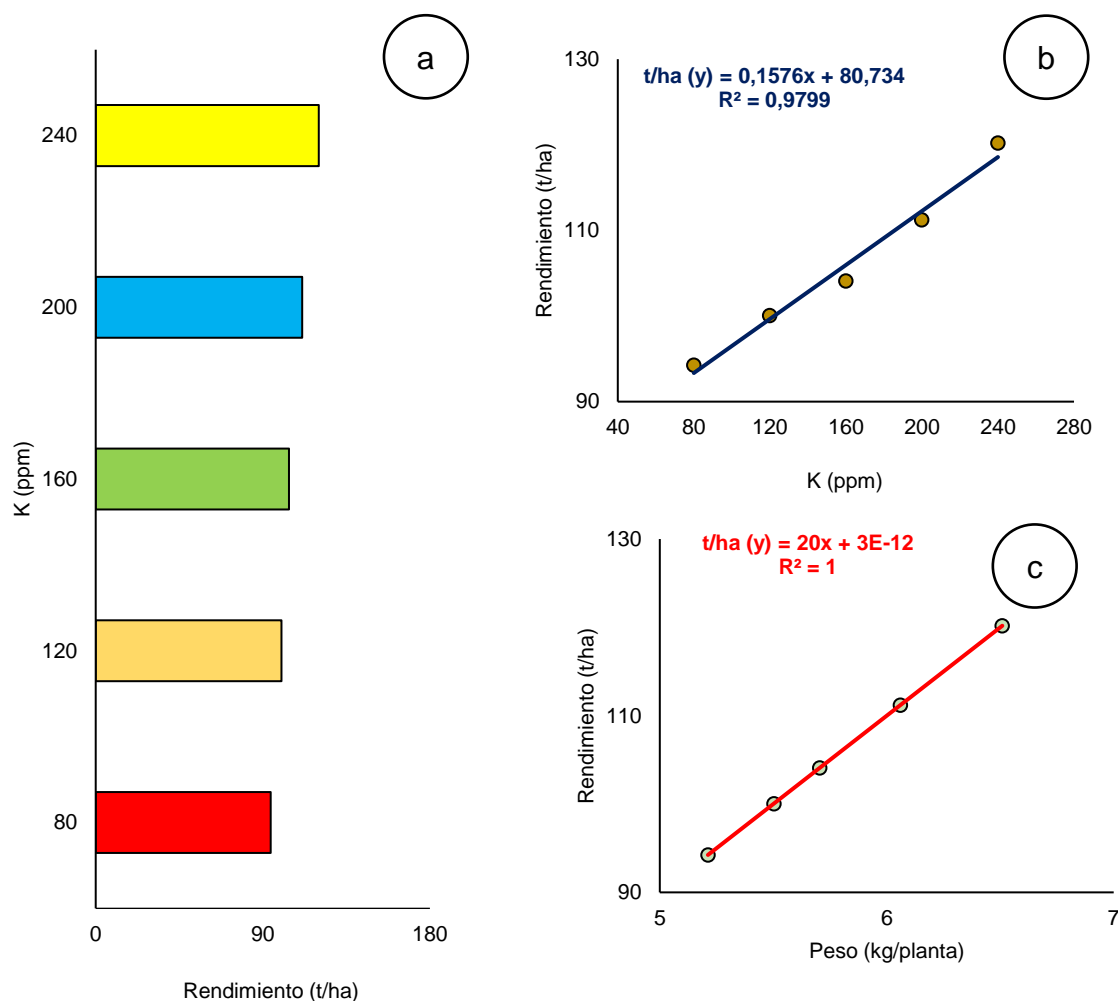 a
240
200
160
120
80
K (ppm)
0 90 180
Rendimiento (t/ha)
b
t/ha (y) = 0,1576x + 80,734
R² = 0,9799
130
110
90
Rendimiento (t/ha)
40 80 120 160 200 240 280
K (ppm)
c
t/ha (y) = 20x + 3E-12
R² = 1
130
110
90
Rendimiento (t/ha)
5 6 7
Peso (kg/planta)